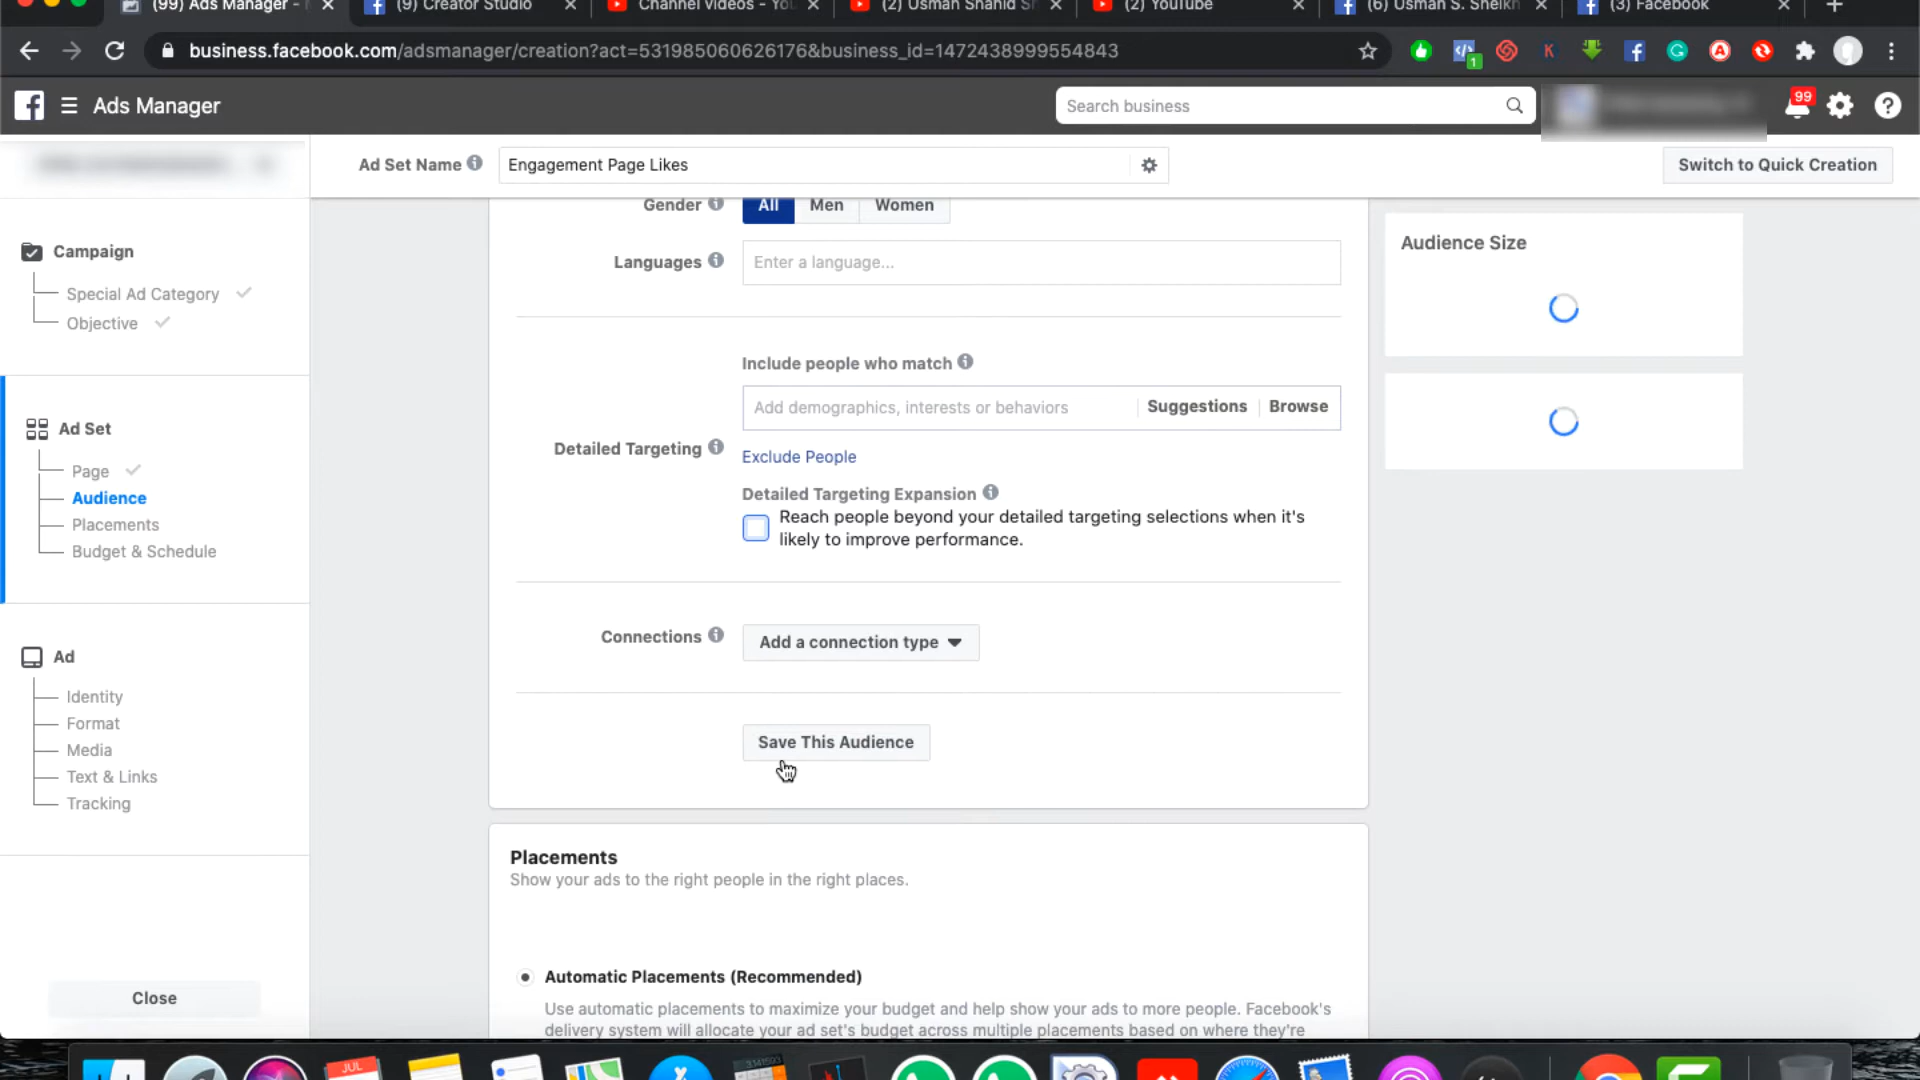 (99) Ads Manager -
(9) Creator Studio
Channel videos - You
(2) Usman Shahid Sh
(2) YouTube
(6) Usman S. Sheikh
(3) Facebook
business.facebook.com/adsmanager/creation?act=531985060626176&business_id=1472438999554843
1
Ads Manager
Search business
99
Ad Set Name
Engagement Page Likes
Switch to Quick Creation
Campaign
Special Ad Category
Objective
Ad Set
Page
Audience
Placements
Budget & Schedule
Ad
Identity
Format
Media
Text & Links
Tracking
Close
Gender
All
Men
Women
Languages
Enter a language...
Include people who match
Add demographics, interests or behaviors
Suggestions
Browse
Detailed Targeting
Exclude People
Detailed Targeting Expansion
Reach people beyond your detailed targeting selections when it's
likely to improve performance.
Connections
Add a connection type
Save This Audience
Placements
Show your ads to the right people in the right places.
Automatic Placements (Recommended)
Use automatic placements to maximize your budget and help show your ads to more people. Facebook's
delivery system will allocate your ad set's budget across multiple placements based on where they're
Audience Size
JUL